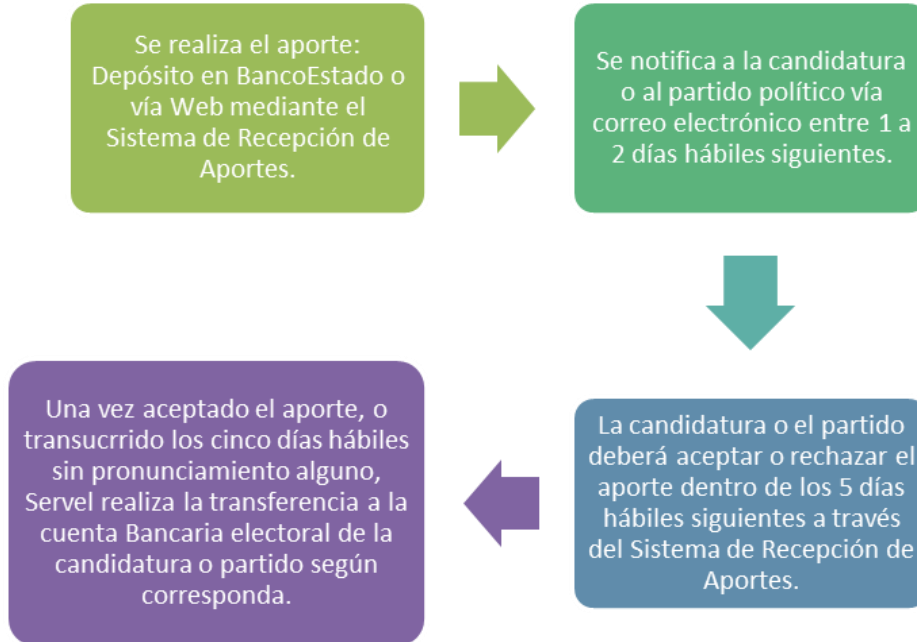 Se realiza el aporte:
Depósito en BancoEstado o
vía Web mediante el
Sistema de Recepción de
Aportes.
Se notifica a la candidatura
o al partido político vía
correo electrónico entre 1 a
2 días hábiles siguientes.
La candidatura o el partido
deberá aceptar o rechazar el
aporte dentro de los 5 días
hábiles siguientes a través
del Sistema de Recepción de
Aportes.
Una vez aceptado el aporte, o
transucrrido los cinco días hábiles
sin pronunciamiento alguno,
Servel realiza la transferencia a la
cuenta Bancaria electoral de la
candidatura o partido según
corresponda.